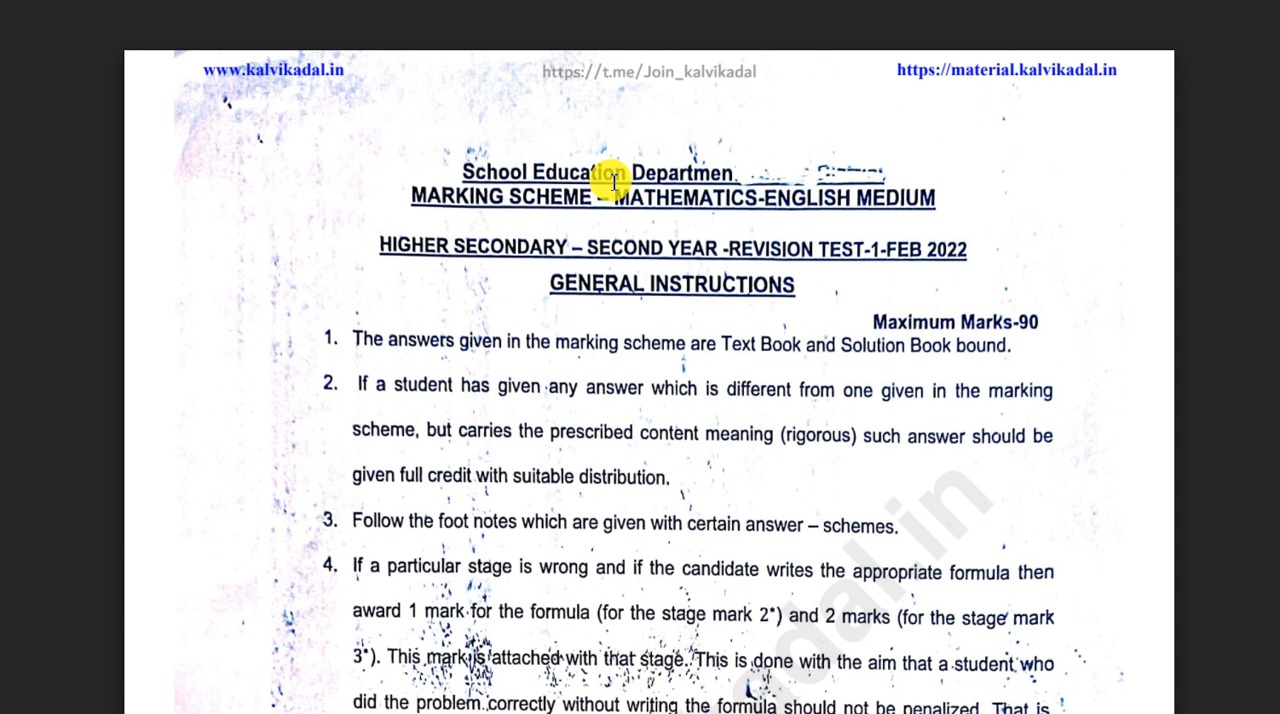 www.kalvikadal.in https://t.me/Join_kalvikadal https://material.kalvikadal.in
School Education Departmen
MARKING SCHEME – MATHEMATICS-ENGLISH MEDIUM
HIGHER SECONDARY – SECOND YEAR -REVISION TEST-1-FEB 2022
GENERAL INSTRUCTIONS
Maximum Marks-90
1. The answers given in the marking scheme are Text Book and Solution Book bound.
2. If a student has given any answer which is different from one given in the marking
scheme, but carries the prescribed content meaning (rigorous) such answer should be
given full credit with suitable distribution.
3. Follow the foot notes which are given with certain answer – schemes.
4. If a particular stage is wrong and if the candidate writes the appropriate formula then
award 1 mark for the formula (for the stage mark 2*) and 2 marks (for the stage mark
3*). This mark is attached with that stage. This is done with the aim that a student who
did the problem correctly without writing the formula should not be penalized. That is
adal.in